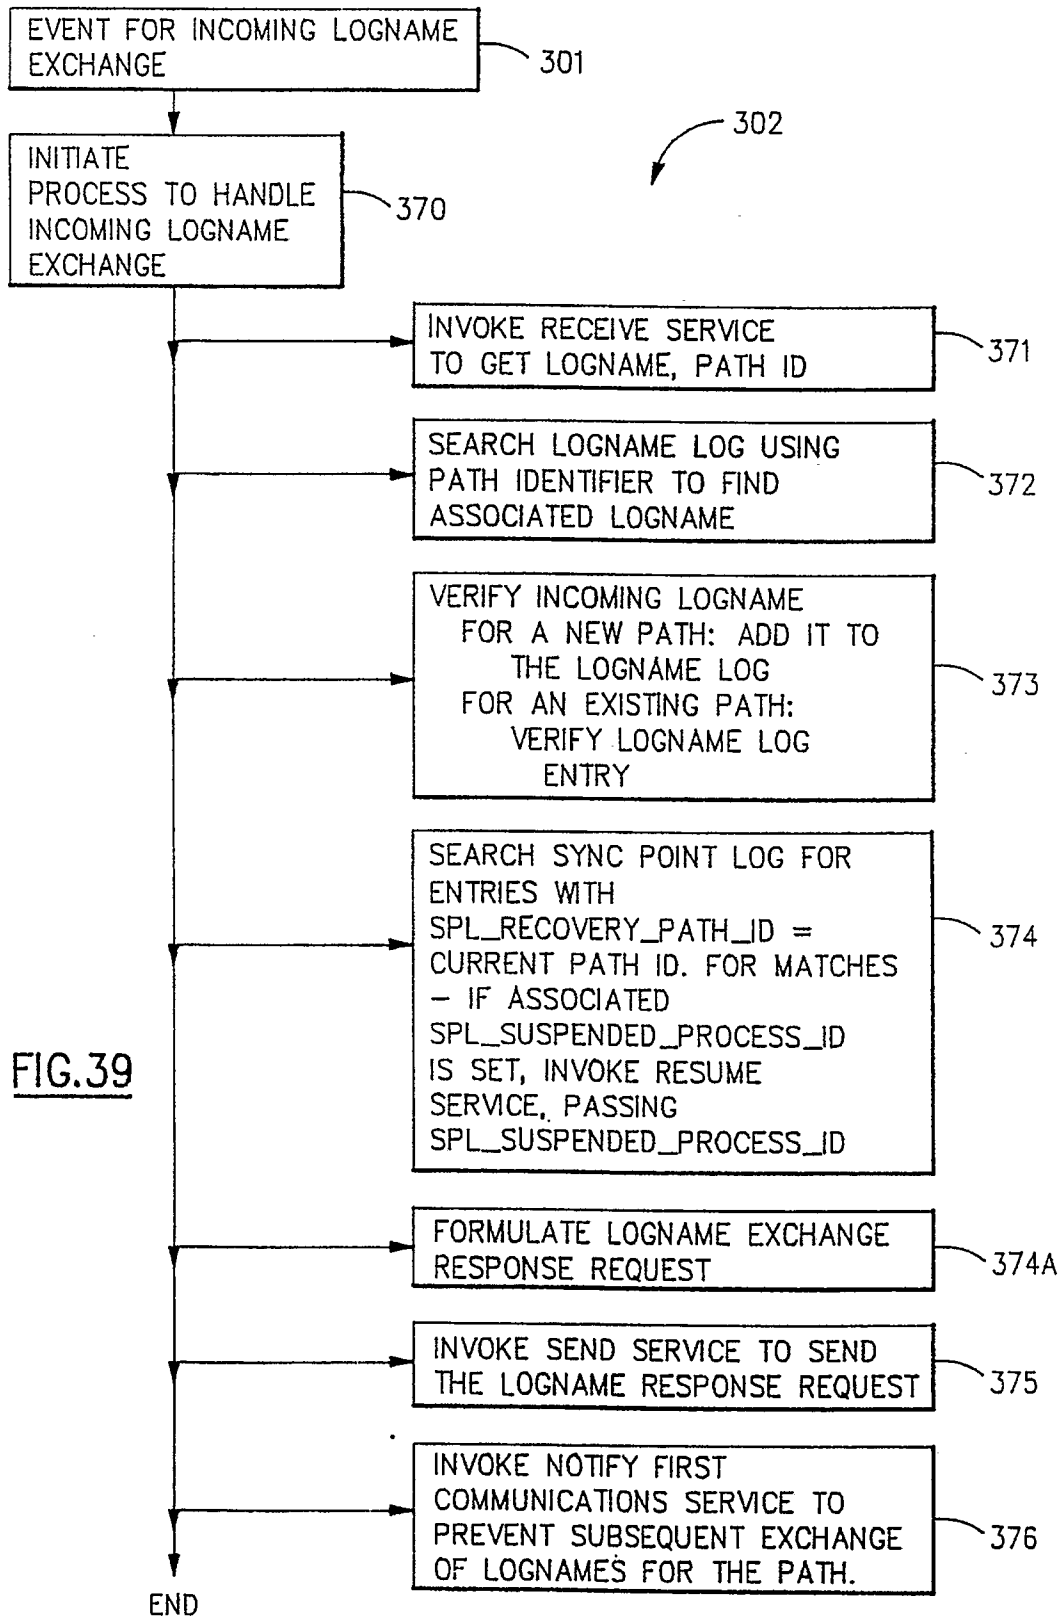 EVENT FOR INCOMING LOGNAME
EXCHANGE
301
302
INITIATE
PROCESS TO HANDLE
INCOMING LOGNAME
EXCHANGE
370
INVOKE RECEIVE SERVICE
TO GET LOGNAME, PATH ID
371
SEARCH LOGNAME LOG USING
PATH IDENTIFIER TO FIND
ASSOCIATED LOGNAME
372
VERIFY INCOMING LOGNAME
FOR A NEW PATH: ADD IT TO
THE LOGNAME LOG
FOR AN EXISTING PATH:
VERIFY LOGNAME LOG
ENTRY
373
SEARCH SYNC POINT LOG FOR
ENTRIES WITH
SPL_RECOVERY_PATH_ID =
CURRENT PATH ID. FOR MATCHES
– IF ASSOCIATED
SPL_SUSPENDED_PROCESS_ID
IS SET, INVOKE RESUME
SERVICE, PASSING
SPL_SUSPENDED_PROCESS_ID
374
FIG.39
FORMULATE LOGNAME EXCHANGE
RESPONSE REQUEST
374A
INVOKE SEND SERVICE TO SEND
THE LOGNAME RESPONSE REQUEST
375
INVOKE NOTIFY FIRST
COMMUNICATIONS SERVICE TO
PREVENT SUBSEQUENT EXCHANGE
OF LOGNAMES FOR THE PATH.
376
END